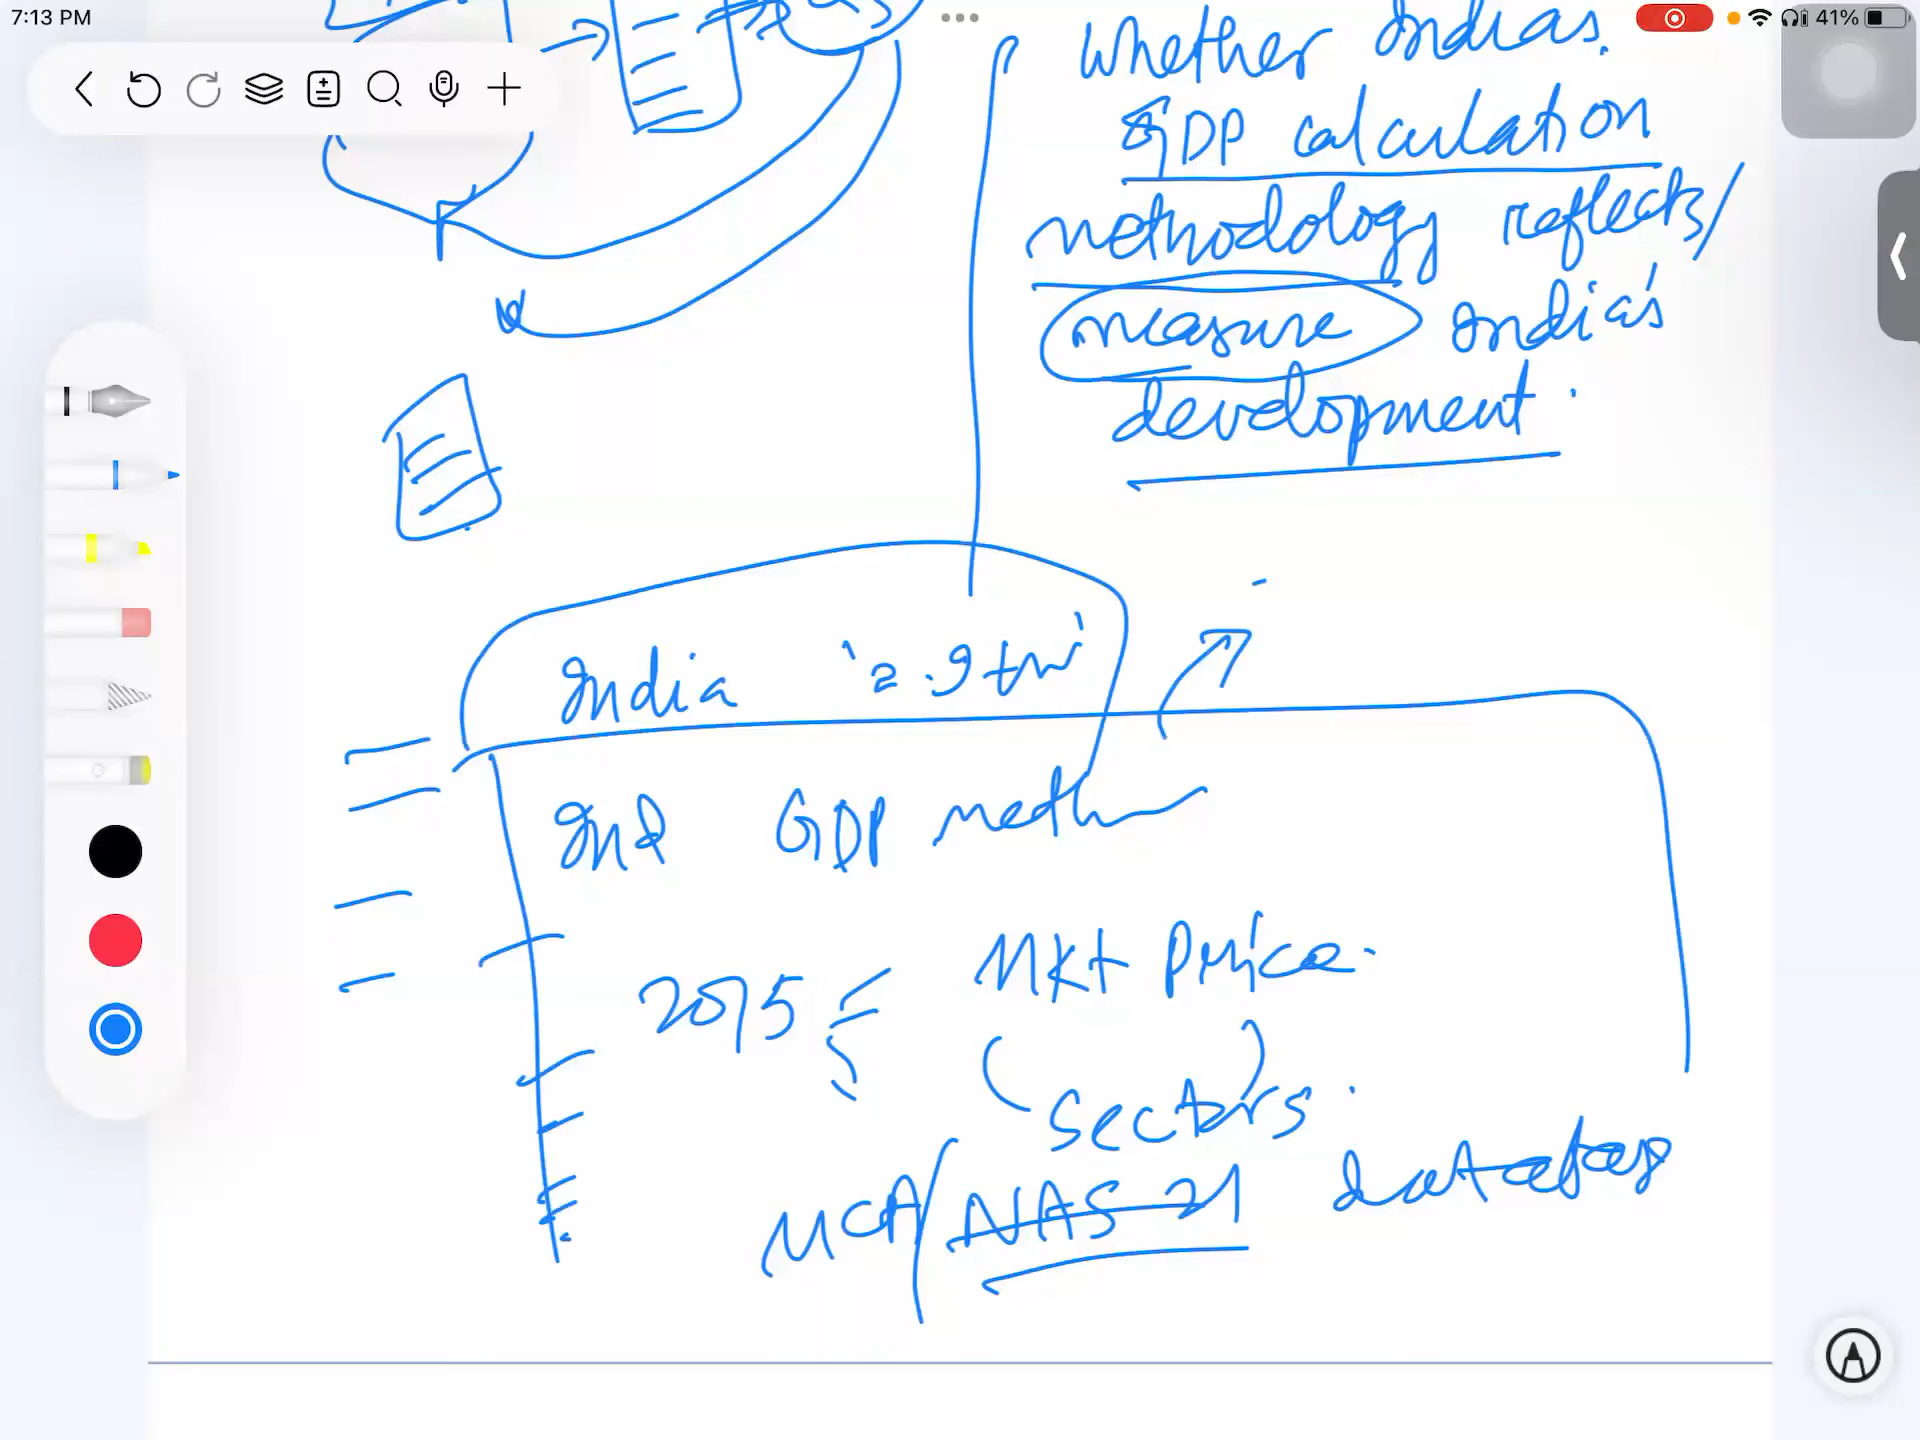 7:13 PM
41%
whether India's
GDP calculation
methodology reflects/
measure India's
development.
India '2.9 trn'
Ind GDP meth
2015
Mkt Price.
(Sectors).
MCA/NAS 21